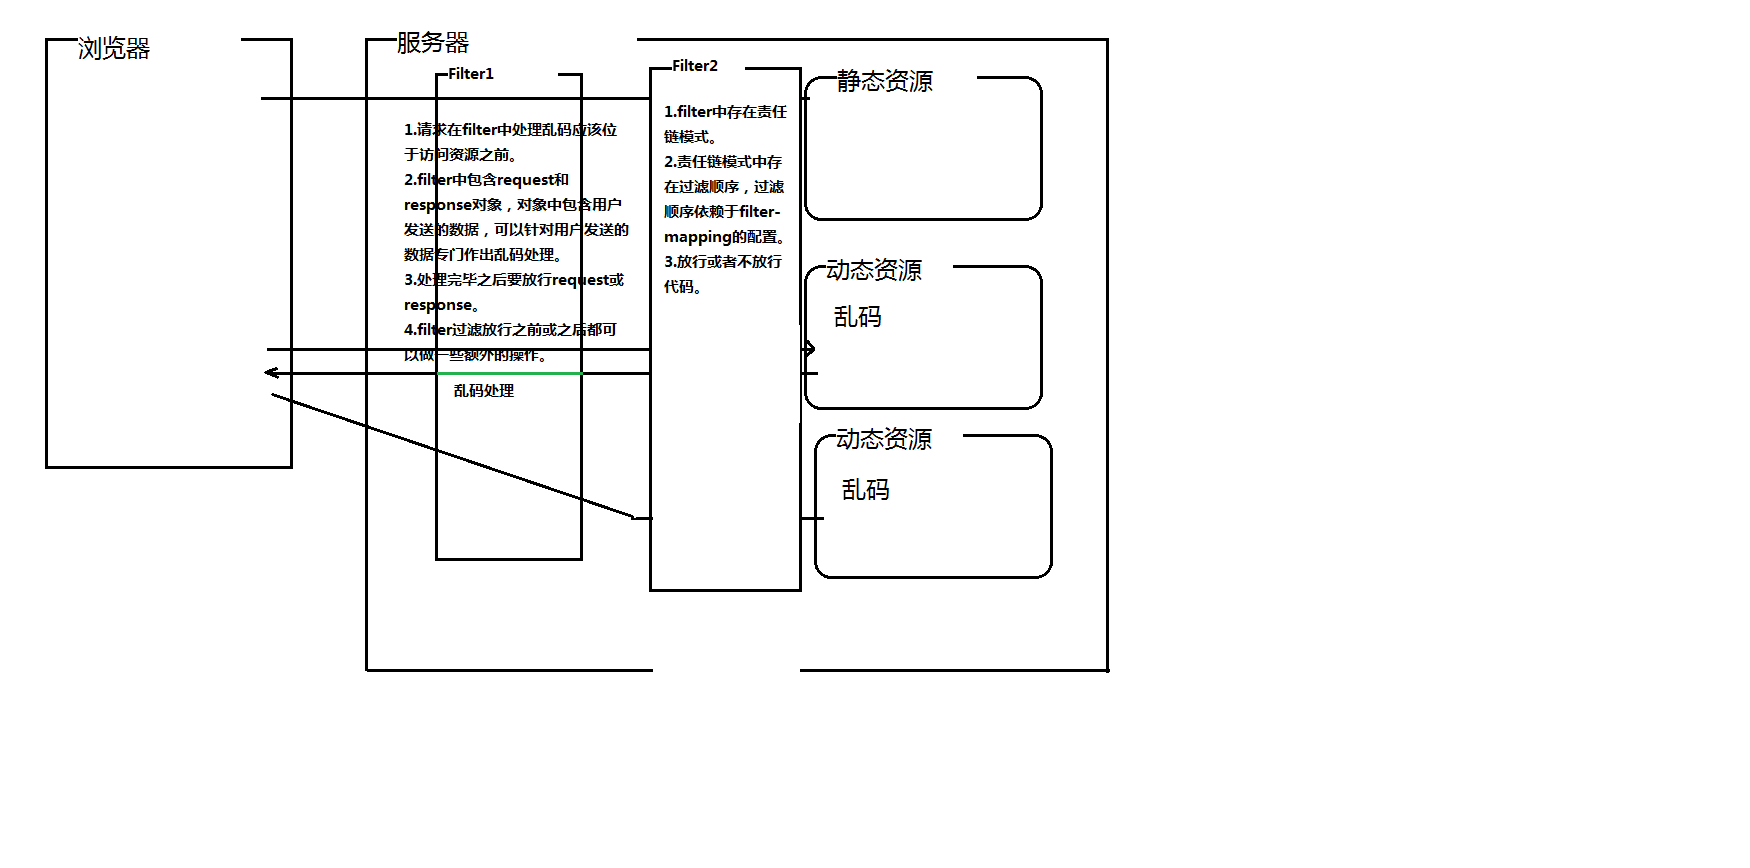 浏览器
服务器
Filter1
1.请求在filter中处理乱码应该位
于访问资源之前。
2.filter中包含request和
response对象，对象中包含用户
发送的数据，可以针对用户发送的
数据专门作出乱码处理。
3.处理完毕之后要放行request或
response。
4.filter过滤放行之前或之后都可
以做一些额外的操作。
乱码处理
Filter2
1.filter中存在责任
链模式。
2.责任链模式中存
在过滤顺序，过滤
顺序依赖于filter-
mapping的配置。
3.放行或者不放行
代码。
静态资源
动态资源
乱码
动态资源
乱码